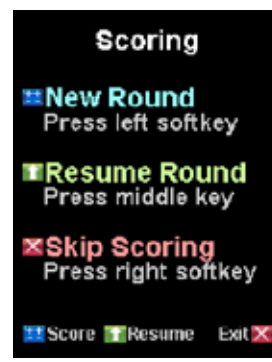 Scoring
New Round
Press left softkey
Resume Round
Press middle key
Skip Scoring
Press right softkey
Score Resume Exit